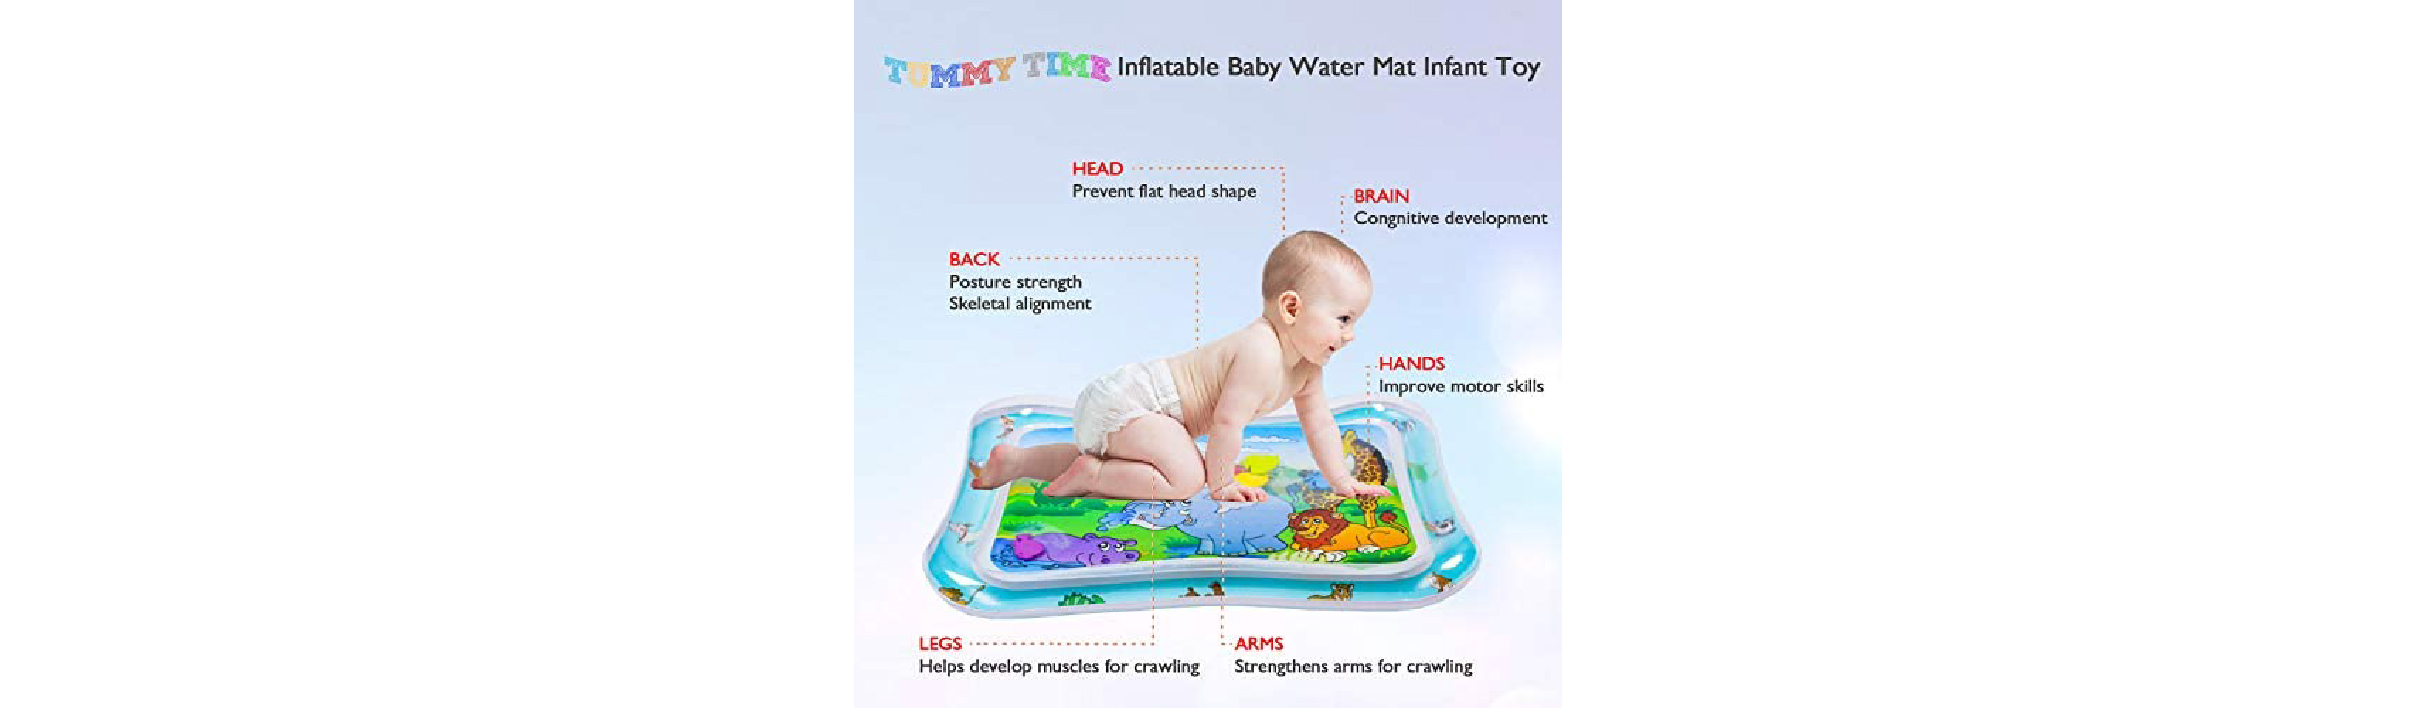 TUMMY TIME Inflatable Baby Water Mat Infant Toy
HEAD
Prevent flat head shape
BRAIN
Congnitive development
BACK
Posture strength
Skeletal alignment
HANDS
Improve motor skills
LEGS
Helps develop muscles for crawling
ARMS
Strengthens arms for crawling